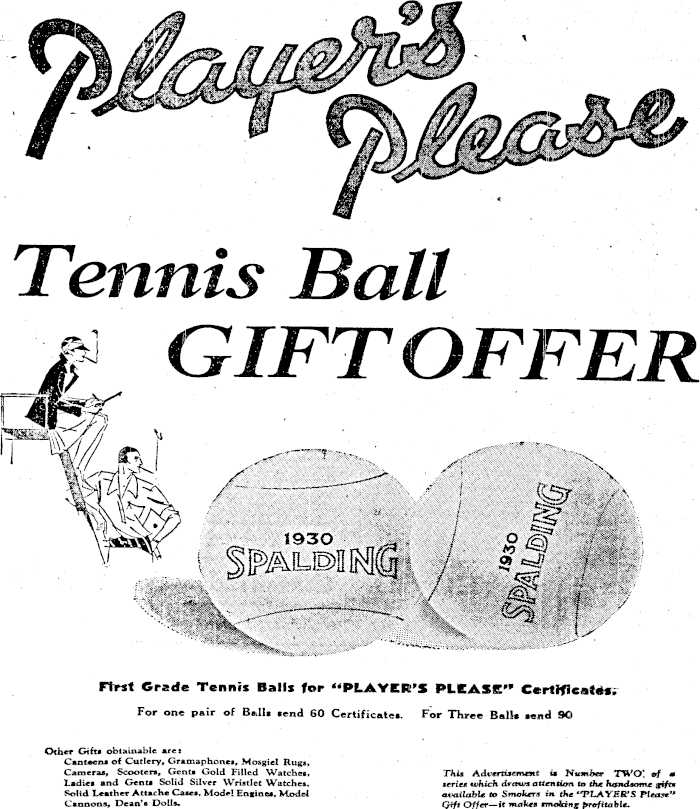 Player's
Please
Tennis Ball
GIFT OFFER
1930
SPALDING
1930
SPALDING
First Grade Tennis Balls for "PLAYER'S PLEASE" Certificates.
For one pair of Balls send 60 Certificates. For Three Balls send 90
Other Gifts obtainable are:
Canteens of Cutlery, Gramaphones, Mosgiel Rugs,
Cameras, Scooters, Gents Gold Filled Watches,
Ladies and Gents Solid Silver Wristlet Watches,
Solid Leather Attache Cases, Model Engines, Model
Cannons, Dean's Dolls.
This Advertisement is Number TWO, of a
series which draws attention to the handsome gifts
available to Smokers in the "PLAYER'S Please"
Gift Offer—it makes smoking profitable.